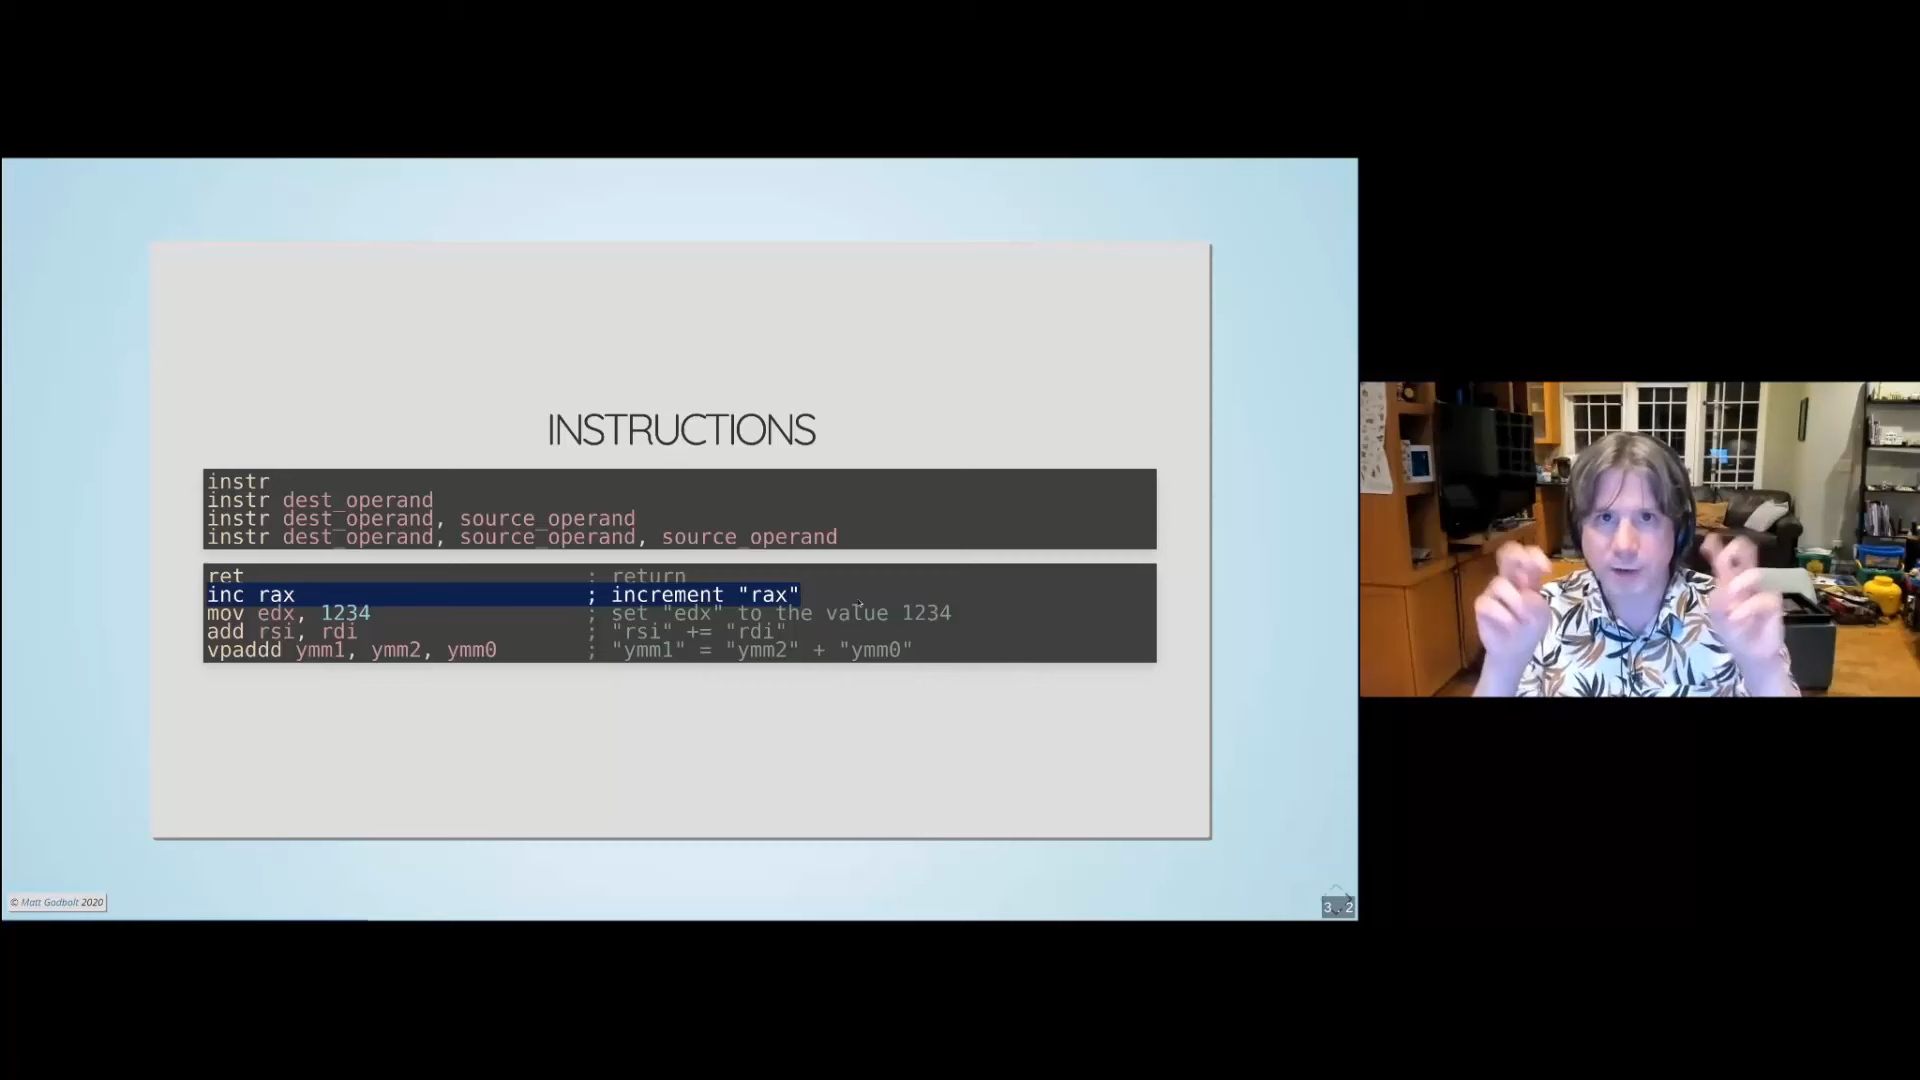 INSTRUCTIONS
instr
instr dest_operand
instr dest_operand, source_operand
instr dest_operand, source_operand, source_operand
ret ; return
inc rax ; increment "rax"
mov edx, 1234 ; set "edx" to the value 1234
add rsi, rdi ; "rsi" += "rdi"
vpaddd ymm1, ymm2, ymm0 ; "ymm1" = "ymm2" + "ymm0"
© Matt Godbolt 2020
3.2